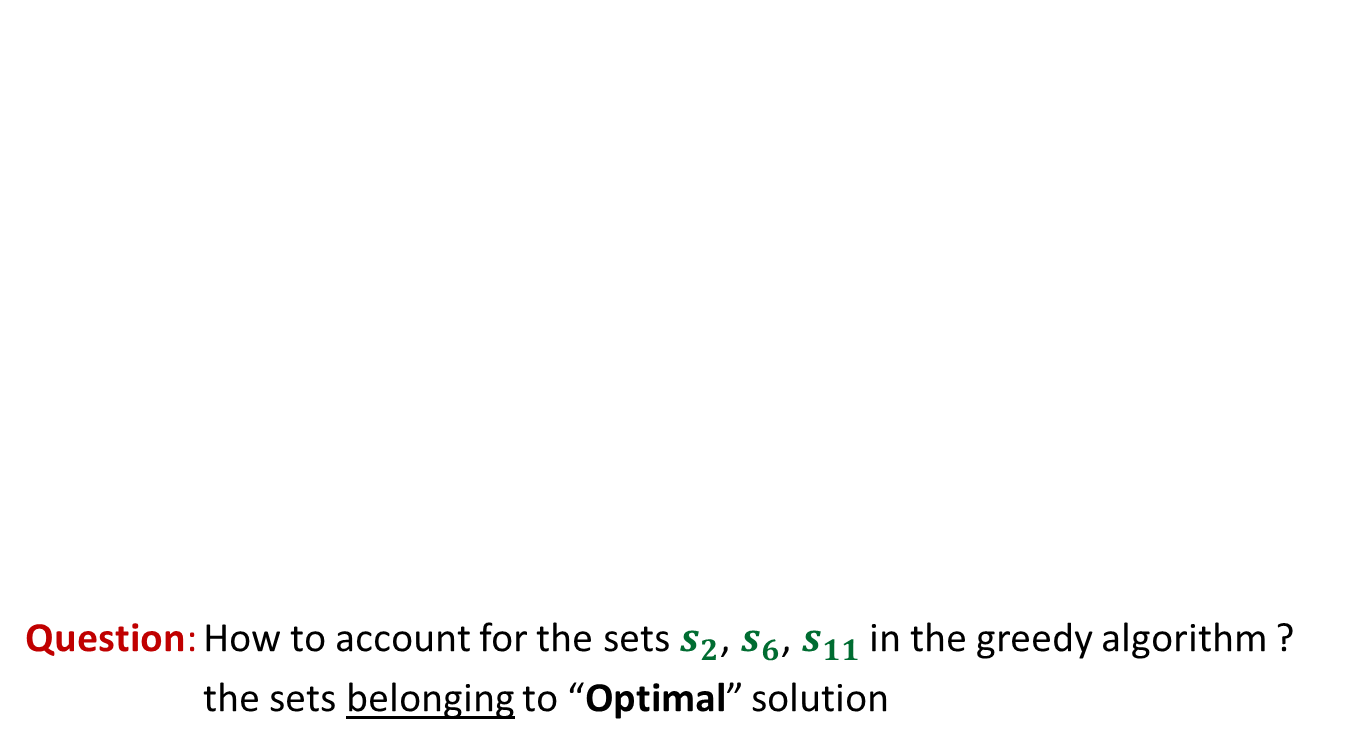 Question: How to account for the sets s₂, s₆, s₁₁ in the greedy algorithm ?
the sets belonging to “Optimal” solution